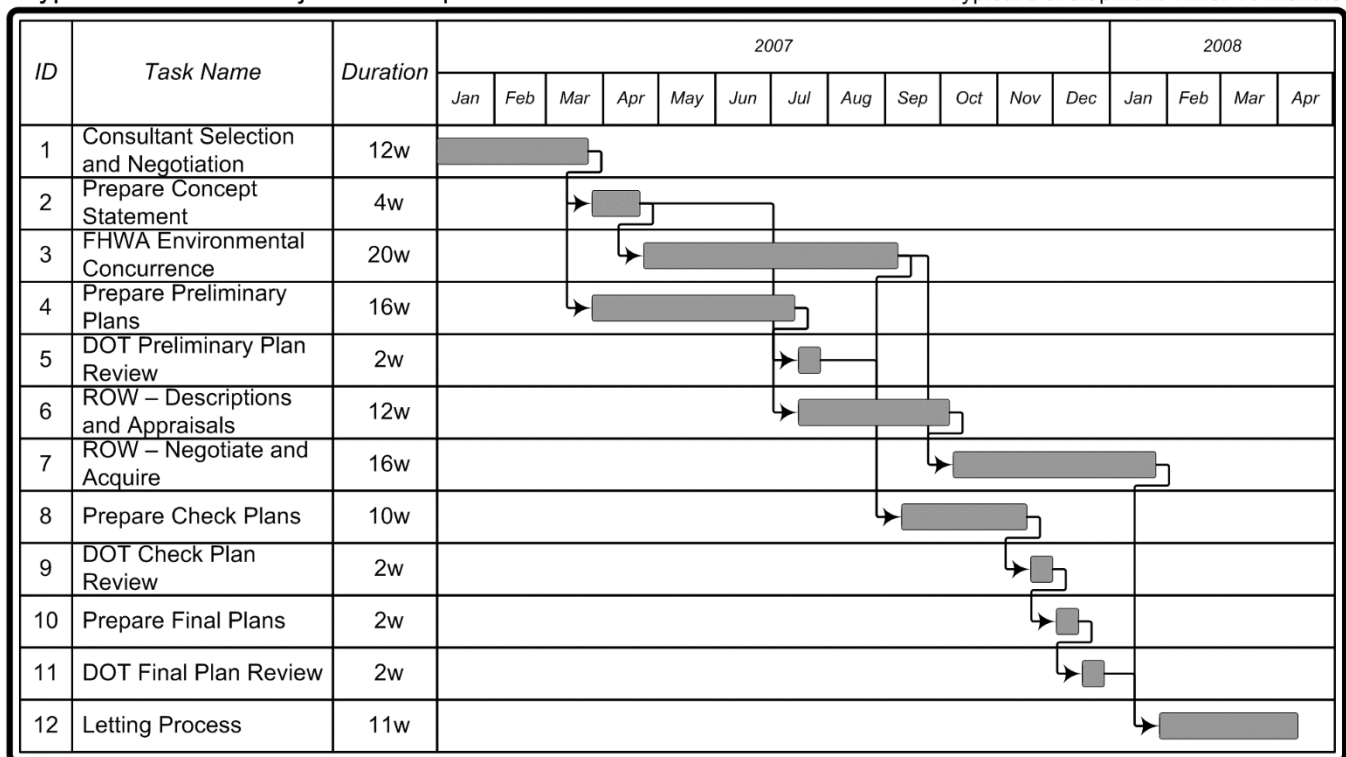 2007 2008
ID Task Name Duration
Jan Feb Mar Apr May Jun Jul Aug Sep Oct Nov Dec Jan Feb Mar Apr
1 Consultant Selection and Negotiation 12w
2 Prepare Concept Statement 4w
3 FHWA Environmental Concurrence 20w
4 Prepare Preliminary Plans 16w
5 DOT Preliminary Plan Review 2w
6 ROW – Descriptions and Appraisals 12w
7 ROW – Negotiate and Acquire 16w
8 Prepare Check Plans 10w
9 DOT Check Plan Review 2w
10 Prepare Final Plans 2w
11 DOT Final Plan Review 2w
12 Letting Process 11w